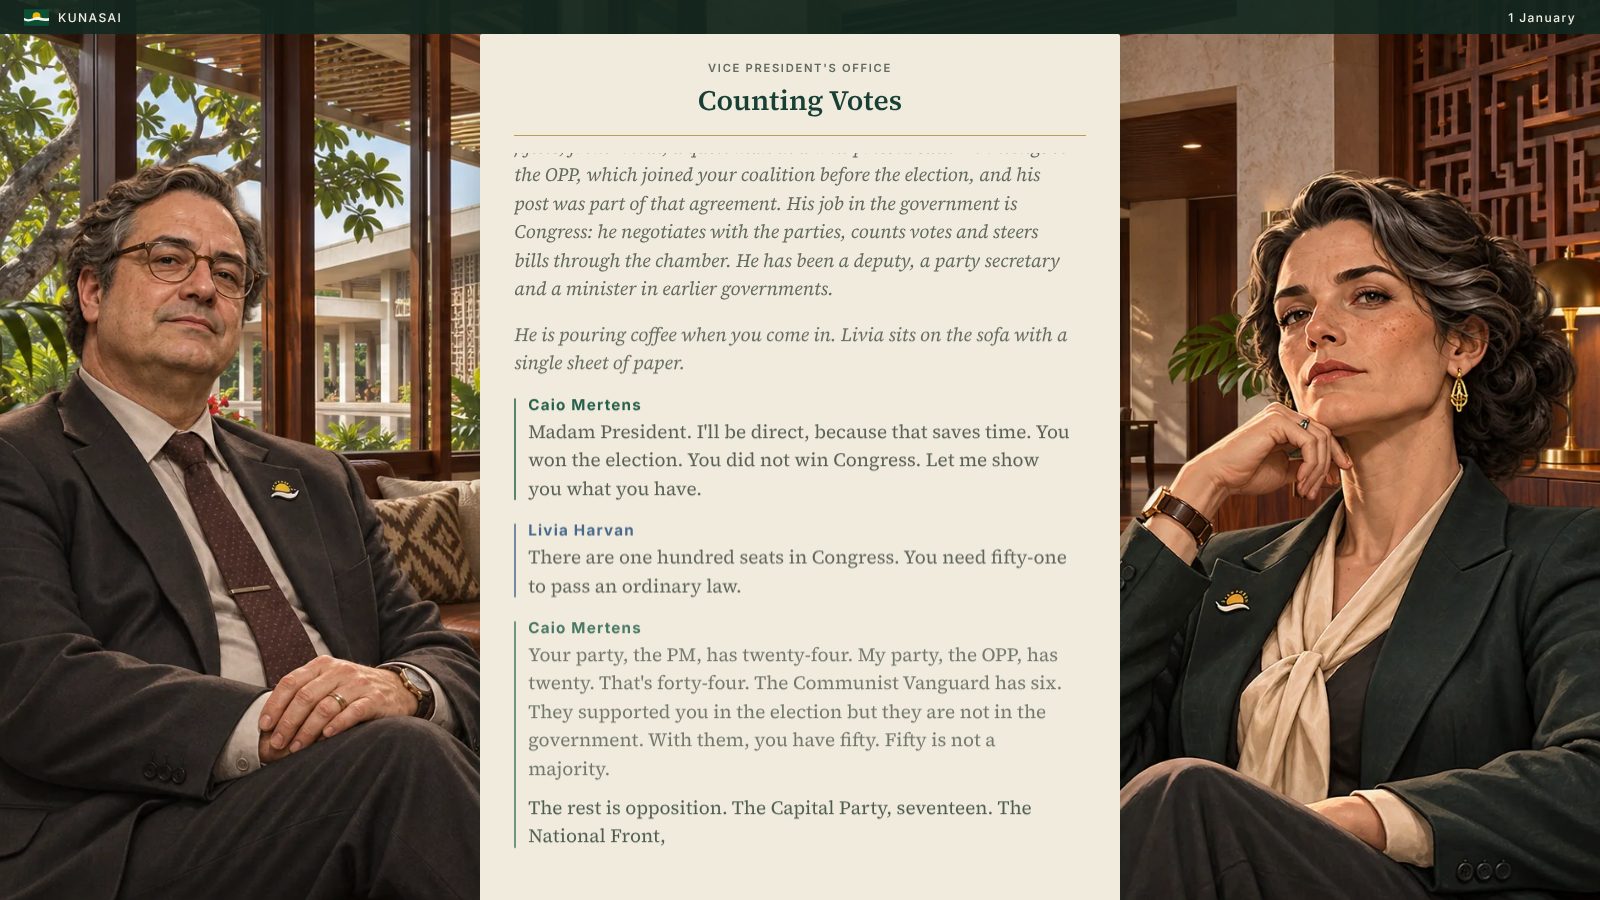 KUNASAI
1 January
VICE PRESIDENT'S OFFICE
Counting Votes
the OPP, which joined your coalition before the election, and his
post was part of that agreement. His job in the government is
Congress: he negotiates with the parties, counts votes and steers
bills through the chamber. He has been a deputy, a party secretary
and a minister in earlier governments.
He is pouring coffee when you come in. Livia sits on the sofa with a
single sheet of paper.
Caio Mertens
Madam President. I'll be direct, because that saves time. You
won the election. You did not win Congress. Let me show
you what you have.
Livia Harvan
There are one hundred seats in Congress. You need fifty-one
to pass an ordinary law.
Caio Mertens
Your party, the PM, has twenty-four. My party, the OPP, has
twenty. That's forty-four. The Communist Vanguard has six.
They supported you in the election but they are not in the
government. With them, you have fifty. Fifty is not a
majority.
The rest is opposition. The Capital Party, seventeen. The
National Front,